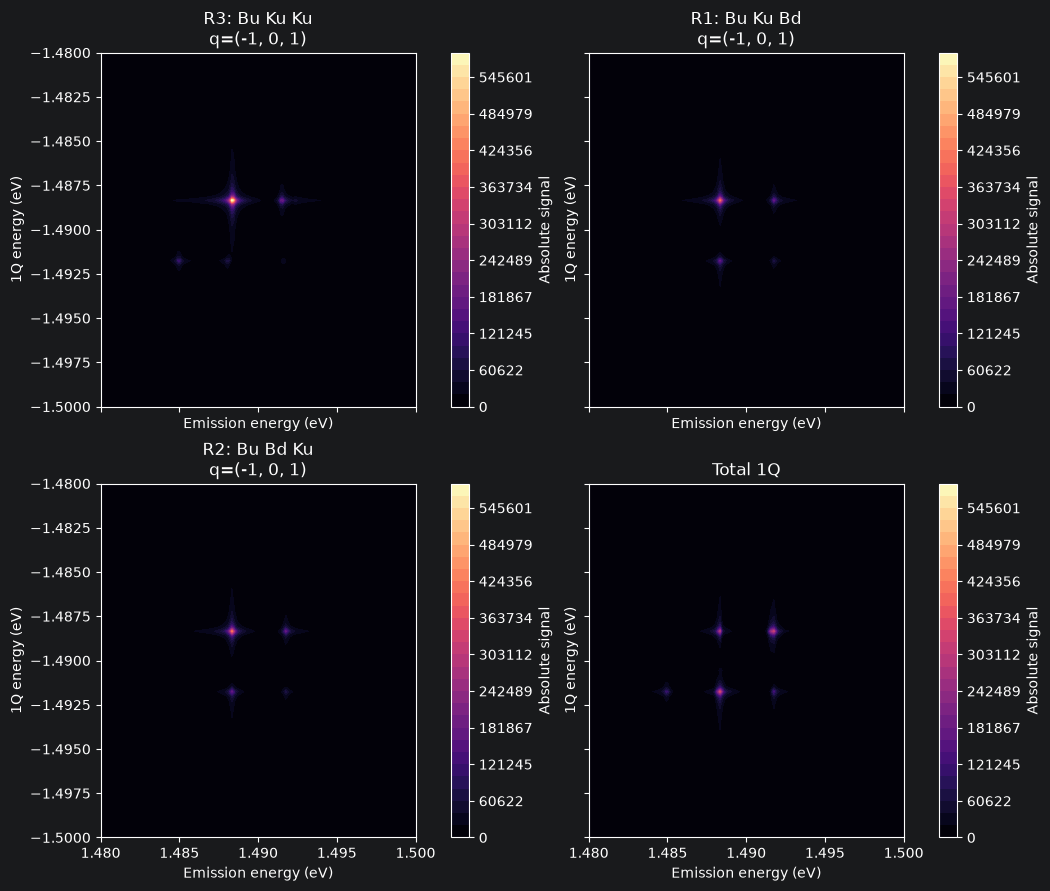 R3: Bu Ku Ku
q=(-1, 0, 1)
−1.4800
−1.4825
−1.4850
−1.4875
−1.4900
−1.4925
−1.4950
−1.4975
−1.5000
1Q energy (eV)
Emission energy (eV)
545601
484979
424356
363734
303112
242489
181867
121245
60622
0
Absolute signal
R1: Bu Ku Bd
q=(-1, 0, 1)
1Q energy (eV)
Emission energy (eV)
545601
484979
424356
363734
303112
242489
181867
121245
60622
0
Absolute signal
R2: Bu Bd Ku
q=(-1, 0, 1)
−1.4800
−1.4825
−1.4850
−1.4875
−1.4900
−1.4925
−1.4950
−1.4975
−1.5000
1Q energy (eV)
1.480 1.485 1.490 1.495 1.500
Emission energy (eV)
545601
484979
424356
363734
303112
242489
181867
121245
60622
0
Absolute signal
Total 1Q
1Q energy (eV)
1.480 1.485 1.490 1.495 1.500
Emission energy (eV)
545601
484979
424356
363734
303112
242489
181867
121245
60622
0
Absolute signal